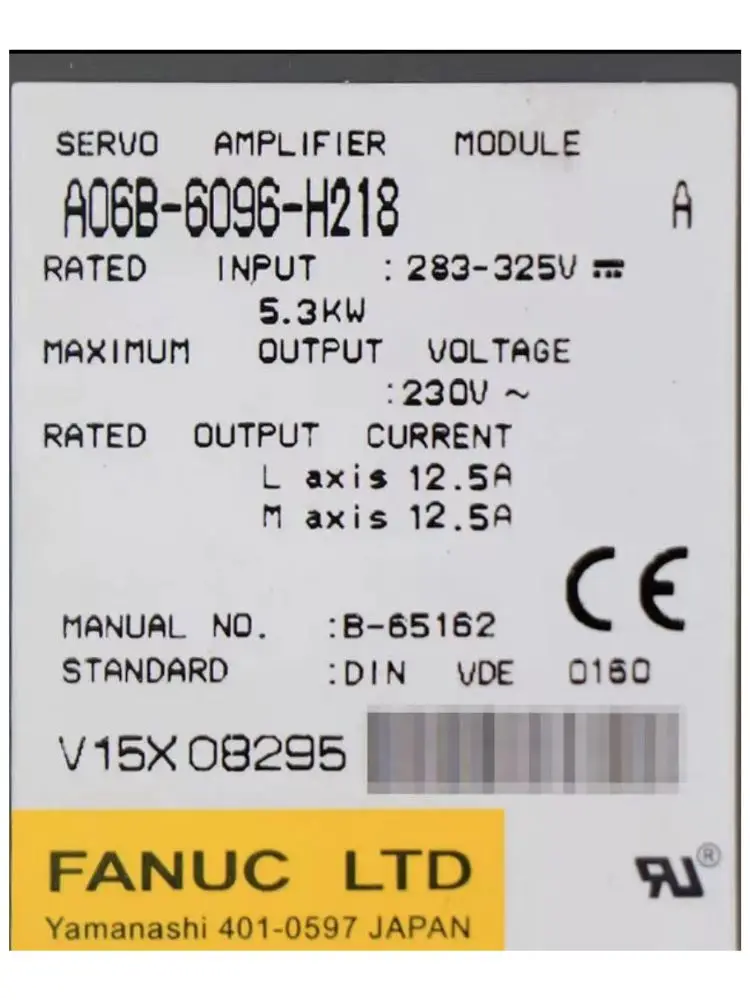 SERVO AMPLIFIER MODULE
A06B-6096-H218 A
RATED INPUT : 283-325V
5.3KW
MAXIMUM OUTPUT VOLTAGE
:230V ~
RATED OUTPUT CURRENT
L axis 12.5A
M axis 12.5A
CE
MANUAL NO. :B-65162
STANDARD :DIN VDE 0160
V15X08295
FANUC LTD
Yamanashi 401-0597 JAPAN
RU®